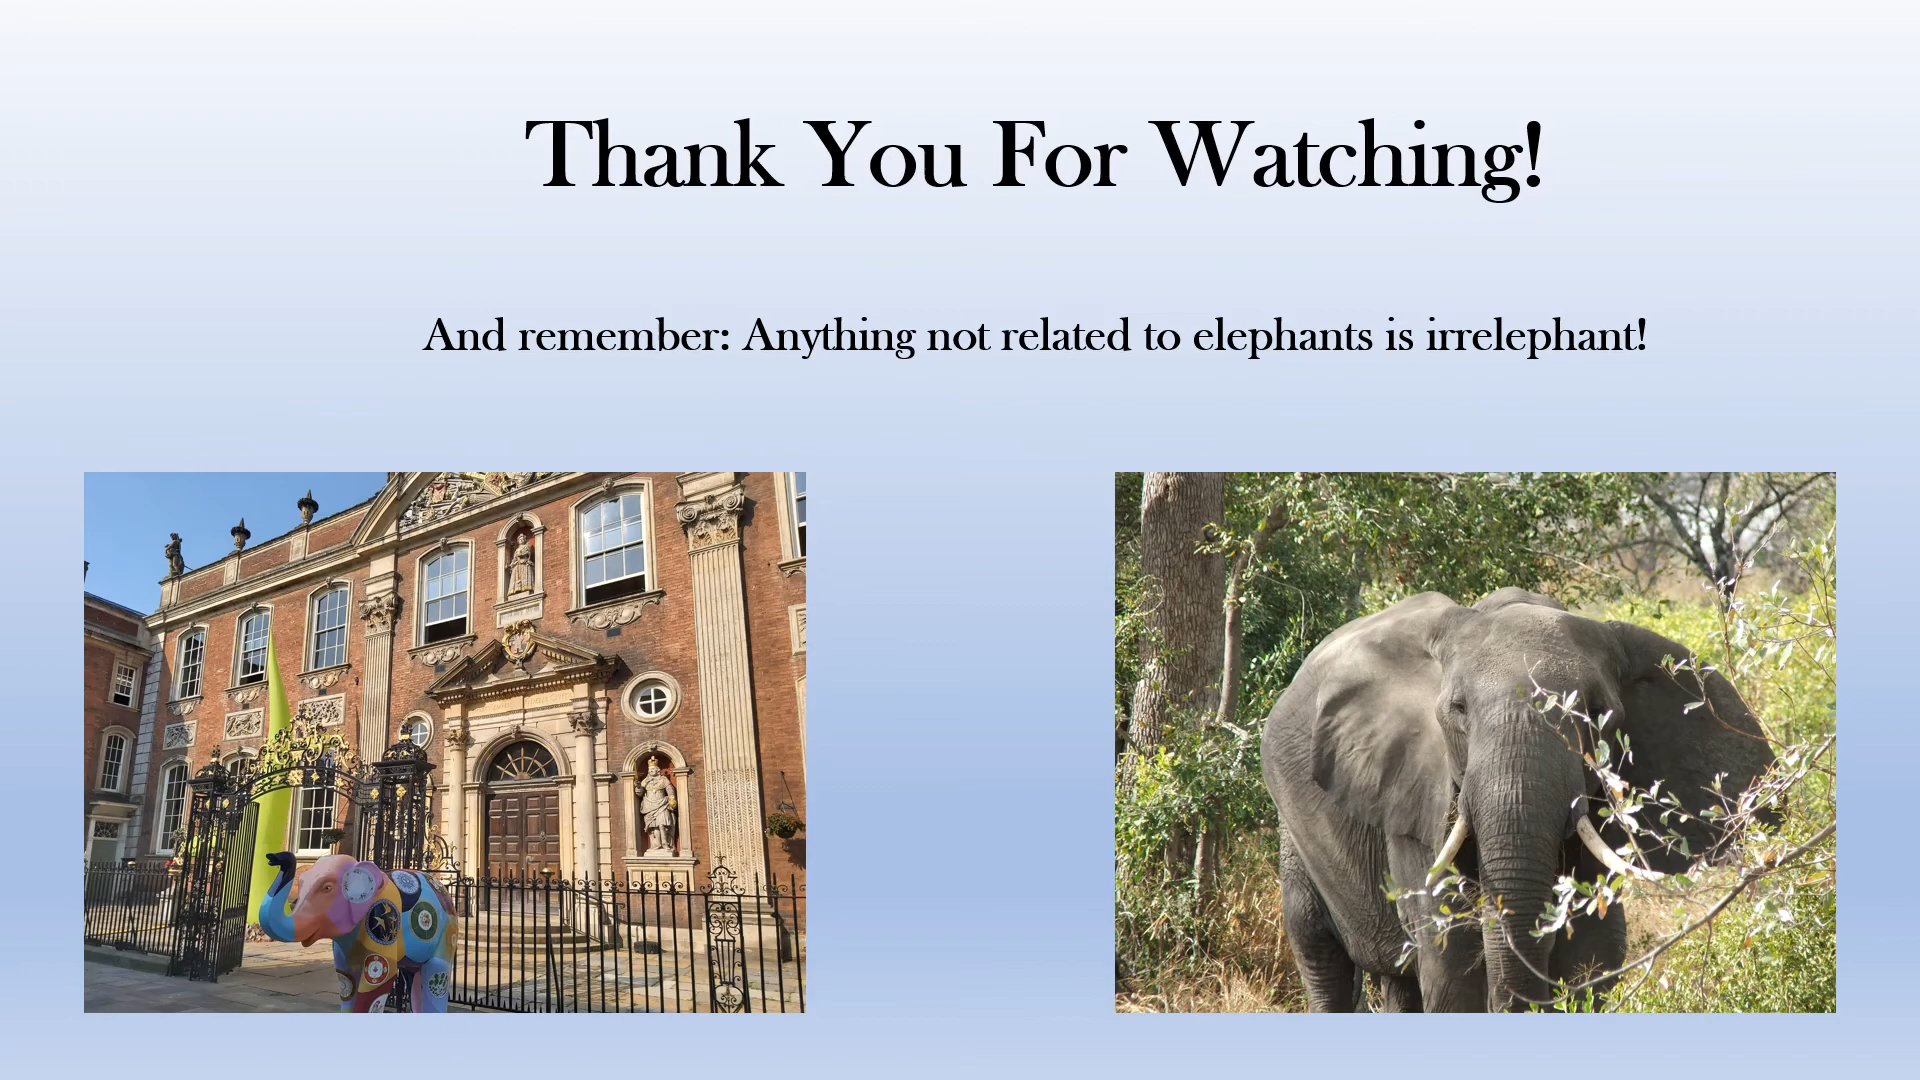 Thank You For Watching!
And remember: Anything not related to elephants is irrelephant!